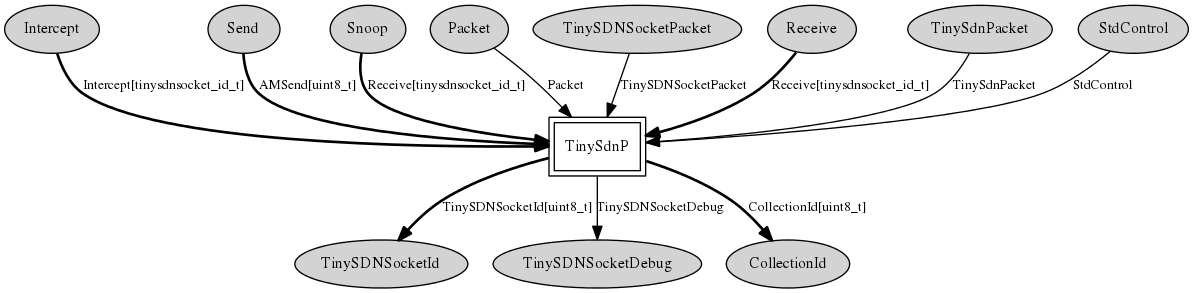 Intercept
Send
Snoop
Packet
TinySDNSocketPacket
Receive
TinySdnPacket
StdControl
Intercept[tinysdnsocket_id_t]
AMSend[uint8_t]
Receive[tinysdnsocket_id_t]
Packet
TinySDNSocketPacket
Receive[tinysdnsocket_id_t]
TinySdnPacket
StdControl
TinySdnP
TinySDNSocketId[uint8_t]
TinySDNSocketDebug
CollectionId[uint8_t]
TinySDNSocketId
TinySDNSocketDebug
CollectionId